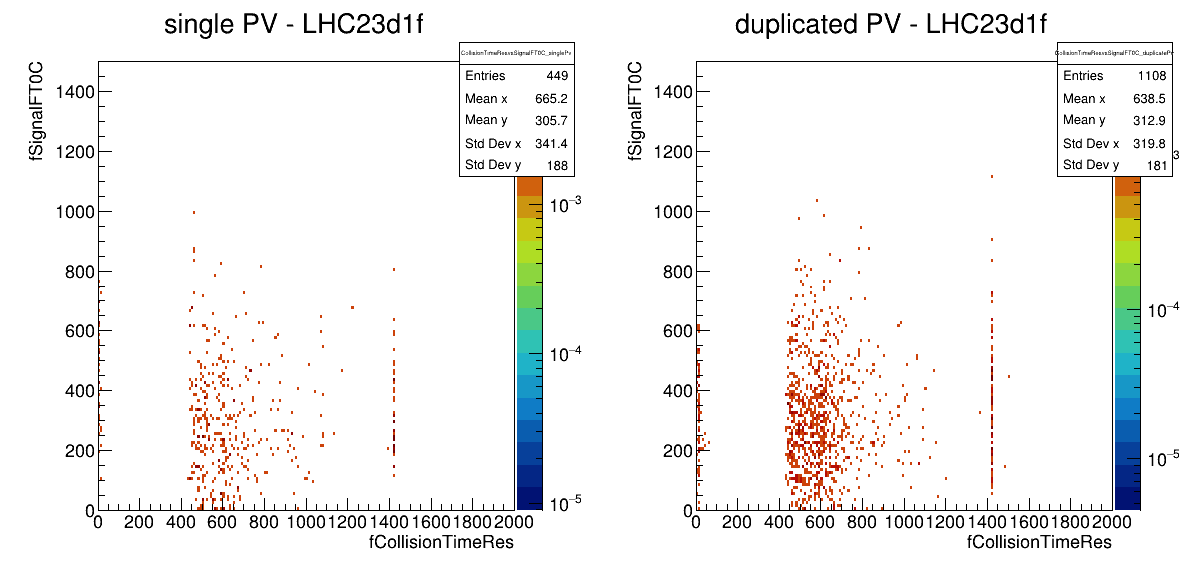 single PV - LHC23d1f
CollisionTimeResvsSignalFT0C_singlePV
Entries 449
Mean x 665.2
Mean y 305.7
Std Dev x 341.4
Std Dev y 188
fSignalFT0C
1400
1200
1000
800
600
400
200
0
0 200 400 600 800 1000 1200 1400 1600 1800 2000
fCollisionTimeRes
10−3
10−4
10−5
duplicated PV - LHC23d1f
CollisionTimeResvsSignalFT0C_duplicatePV
Entries 1108
Mean x 638.5
Mean y 312.9
Std Dev x 319.8
Std Dev y 181
fSignalFT0C
1400
1200
1000
800
600
400
200
0
0 200 400 600 800 1000 1200 1400 1600 1800 2000
fCollisionTimeRes
3
10−4
10−5